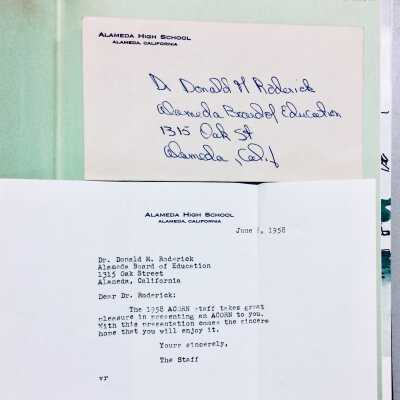 ALAMEDA HIGH SCHOOL
ALAMEDA, CALIFORNIA
Dr Donald M Roderick
Alameda Board of Education
1315 Oak St
Alameda, Calif
ALAMEDA HIGH SCHOOL
ALAMEDA, CALIFORNIA
June 1958
Dr. Donald M. Roderick
Alameda Board of Education
1315 Oak Street
Alameda, California
Dear Dr. Roderick:
The 1958 ACORN staff takes great
pleasure in presenting an ACORN to you.
With this presentation comes the sincere
hope that you will enjoy it.
Yours sincerely,
The Staff
vr